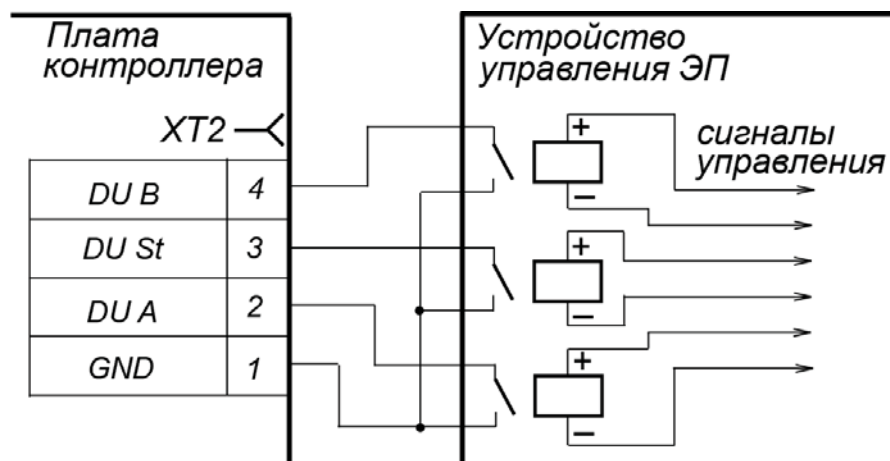 Плата
контроллера
XT2
DU B 4
DU St 3
DU A 2
GND 1
Устройство
управления ЭП
+
−
+
−
+
−
сигналы
управления